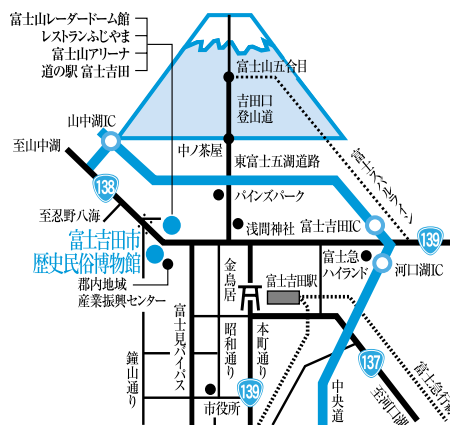 富士山レーダードーム館
レストランふじやま
富士山アリーナ
道の駅 富士吉田
富士山五合目
吉田口
登山道
山中湖IC
至山中湖
中ノ茶屋
東富士五湖道路
富士スバルライン
138
パインズパーク
至忍野八海
浅間神社
富士吉田IC
139
富士吉田市
歴史民俗博物館
富士急
ハイランド
河口湖IC
郡内地域
産業振興センター
金鳥居
富士吉田駅
富士見バイパス
昭和通り
本町通り
鐘山通り
137
139
市役所
中央道
至河口湖
富士急行